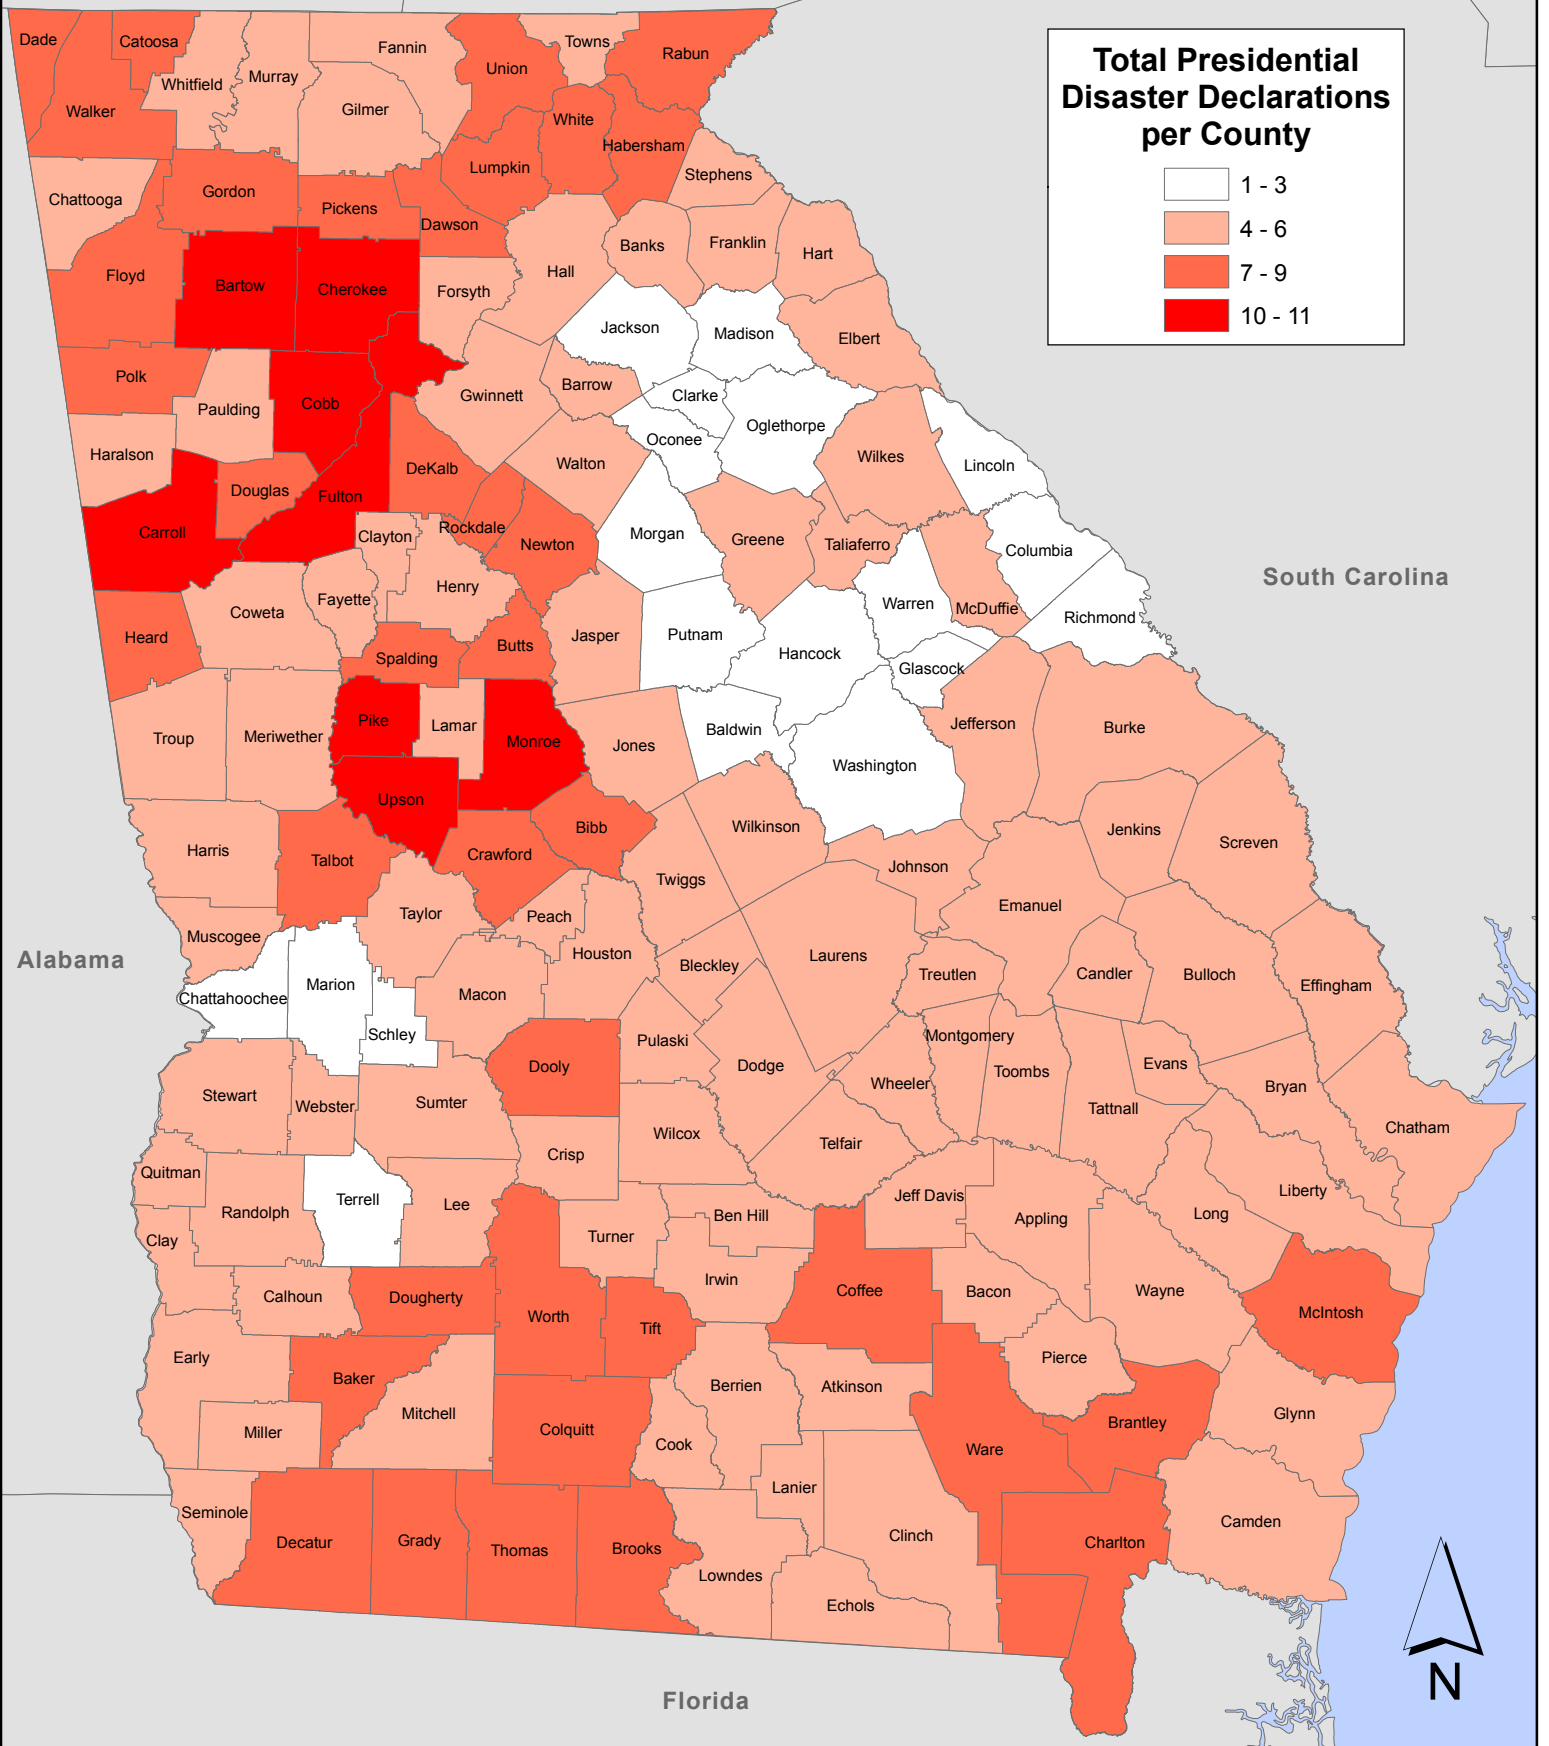 Total Presidential
Disaster Declarations
per County
1 - 3
4 - 6
7 - 9
10 - 11
Dade
Catoosa
Walker
Whitfield
Murray
Fannin
Gilmer
Union
Towns
Rabun
White
Habersham
Lumpkin
Stephens
Chattooga
Gordon
Pickens
Dawson
Banks
Franklin
Hart
Floyd
Bartow
Cherokee
Forsyth
Hall
Jackson
Madison
Elbert
Polk
Paulding
Cobb
Gwinnett
Barrow
Clarke
Oglethorpe
Oconee
Haralson
Douglas
Fulton
DeKalb
Walton
Wilkes
Lincoln
Carroll
Clayton
Rockdale
Newton
Morgan
Greene
Taliaferro
Columbia
Heard
Coweta
Fayette
Henry
Warren
McDuffie
Richmond
South Carolina
Spalding
Butts
Jasper
Putnam
Hancock
Glascock
Troup
Meriwether
Pike
Lamar
Monroe
Jones
Baldwin
Washington
Jefferson
Burke
Upson
Harris
Talbot
Crawford
Bibb
Wilkinson
Twiggs
Johnson
Jenkins
Screven
Muscogee
Taylor
Peach
Houston
Laurens
Emanuel
Alabama
Chattahoochee
Marion
Schley
Macon
Bleckley
Treutlen
Candler
Bulloch
Effingham
Dooly
Pulaski
Dodge
Montgomery
Wheeler
Toombs
Evans
Tattnall
Bryan
Chatham
Stewart
Webster
Sumter
Crisp
Wilcox
Telfair
Quitman
Randolph
Terrell
Lee
Turner
Ben Hill
Jeff Davis
Appling
Long
Liberty
Clay
Calhoun
Dougherty
Worth
Tift
Irwin
Coffee
Bacon
Wayne
McIntosh
Early
Baker
Mitchell
Miller
Colquitt
Berrien
Cook
Atkinson
Pierce
Brantley
Glynn
Ware
Lanier
Seminole
Decatur
Grady
Thomas
Brooks
Lowndes
Clinch
Echols
Charlton
Camden
Florida
N